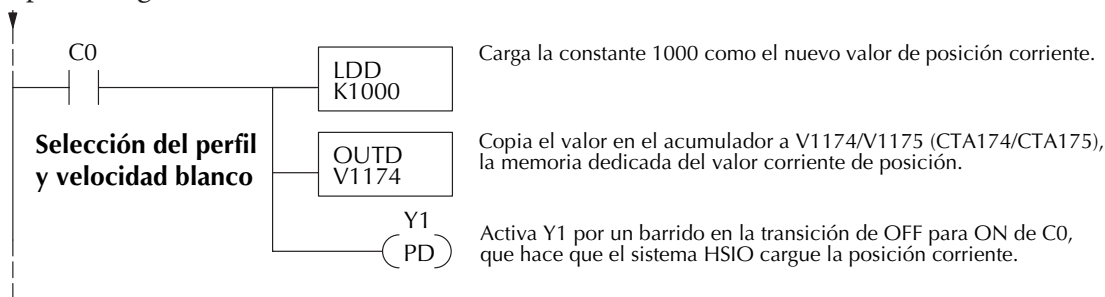 C0
LDD
K1000
Carga la constante 1000 como el nuevo valor de posición corriente.
Selección del perfil
y velocidad blanco
OUTD
V1174
Copia el valor en el acumulador a V1174/V1175 (CTA174/CTA175),
la memoria dedicada del valor corriente de posición.
Y1
PD
Activa Y1 por un barrido en la transición de OFF para ON de C0,
que hace que el sistema HSIO cargue la posición corriente.